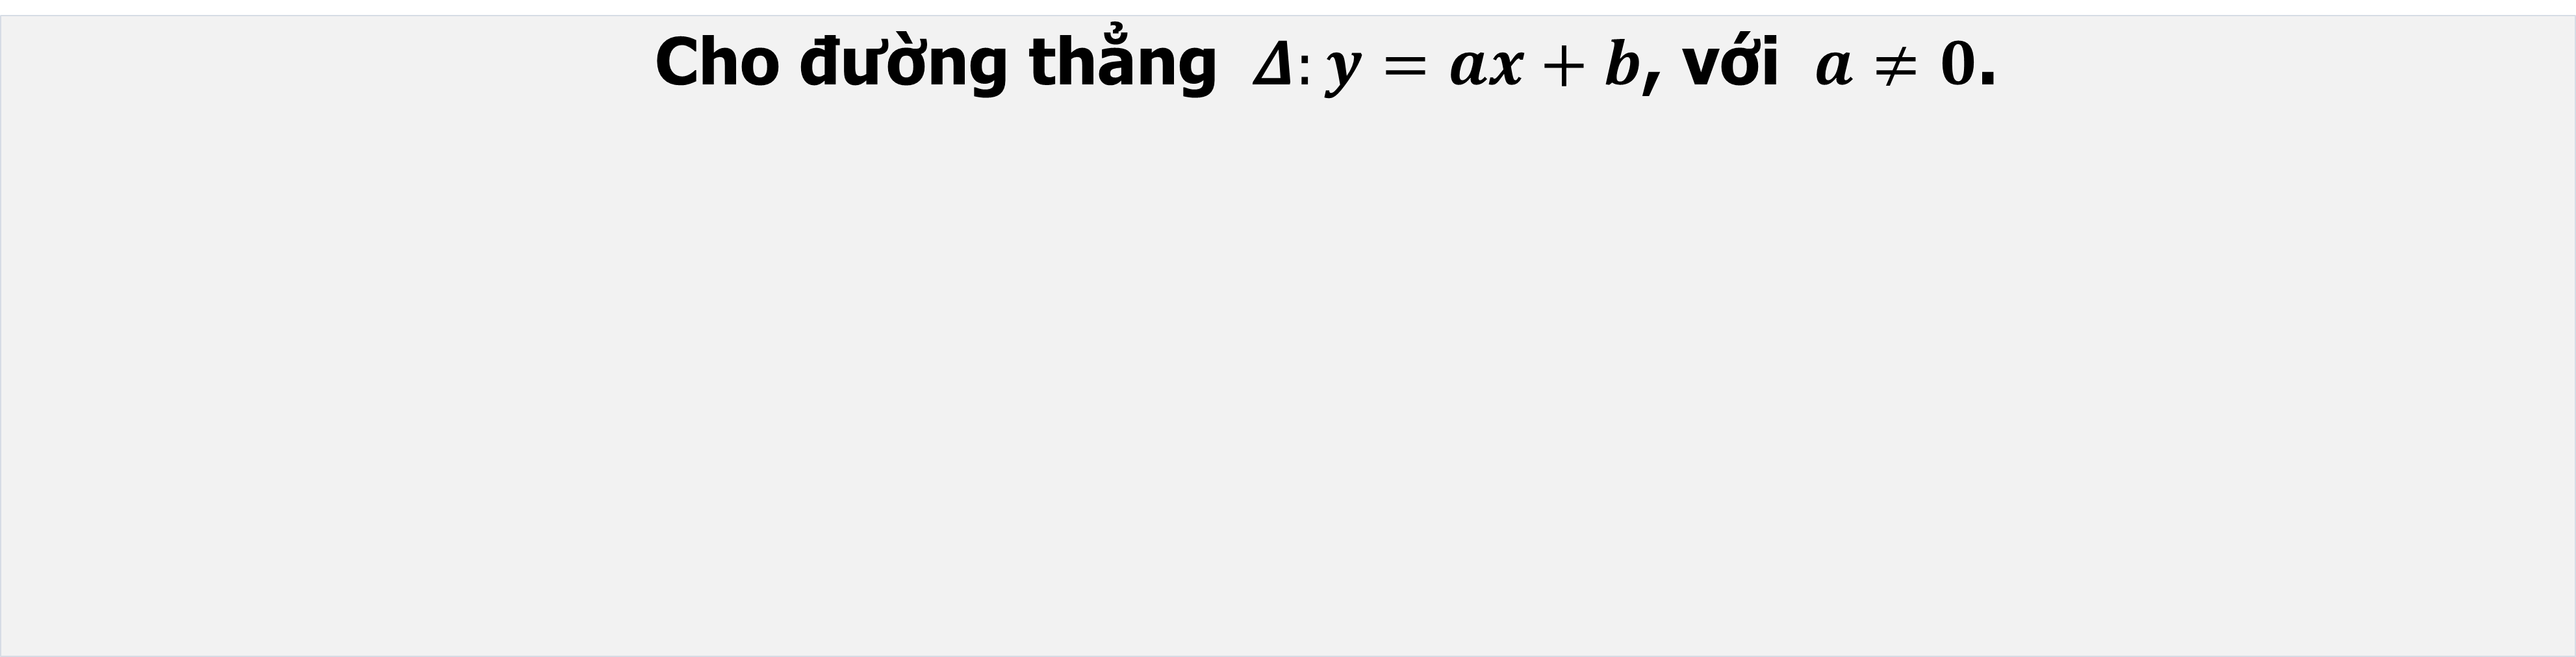 Cho đường thẳng Δ: y = ax + b, với a ≠ 0.